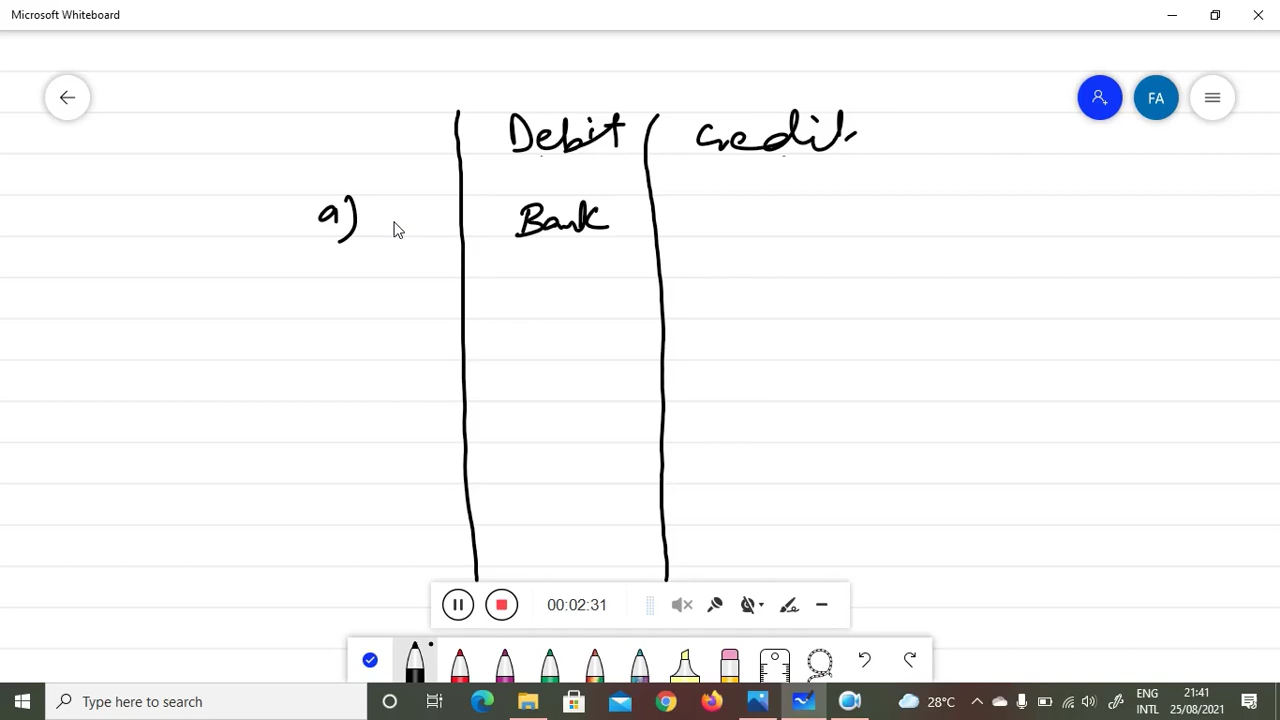 Microsoft Whiteboard
FA
Debit Credit
a) Bank
00:02:31
Type here to search
28°C
ENG
INTL
21:41
25/08/2021